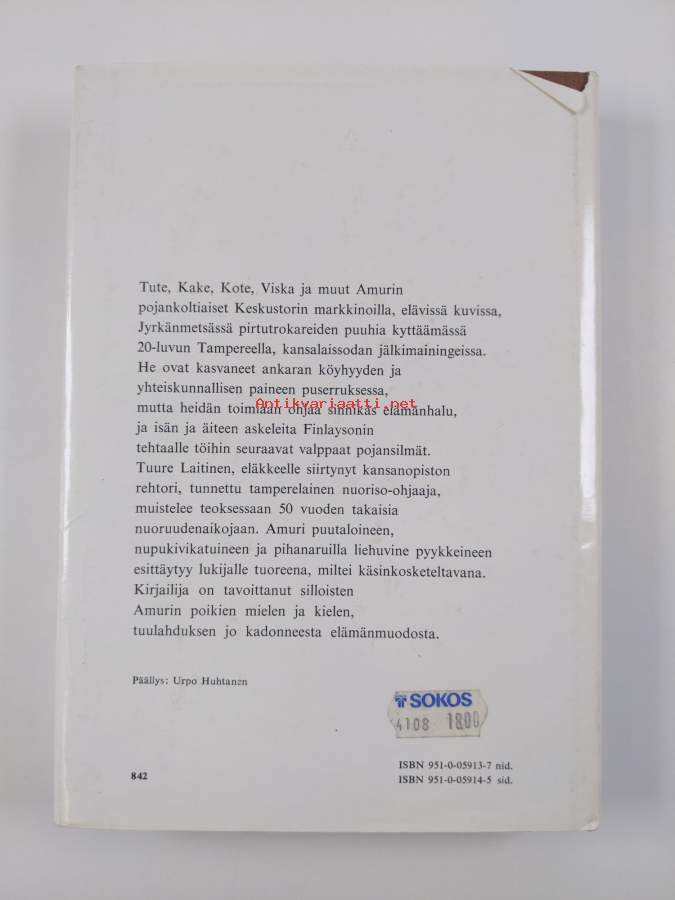 Tute, Kake, Kote, Viska ja muut Amurin
pojankoltiaiset Keskustorin markkinoilla, elävissä kuvissa,
Jyrkänmetsässä pirtutrokareiden puuhia kyttäämässä
20-luvun Tampereella, kansalaissodan jälkimainingeissa.
He ovat kasvaneet ankaran köyhyyden ja
yhteiskunnallisen paineen puserruksessa,
Antikvariaatti.net
mutta heidän toimiaan ohjaa sinnikäs elämänhalu,
ja isän ja äiteen askeleita Finlaysonin
tehtaalle töihin seuraavat valppaat pojansilmät.
Tuure Laitinen, eläkkeelle siirtynyt kansanopiston
rehtori, tunnettu tamperelainen nuoriso-ohjaaja,
muistelee teoksessaan 50 vuoden takaisia
nuoruudenaikojaan. Amuri puutaloineen,
nupukivikatuineen ja pihanaruilla liehuvine pyykkeineen
esittäytyy lukijalle tuoreena, miltei käsinkosketeltavana.
Kirjailija on tavoittanut silloisten
Amurin poikien mielen ja kielen,
tuulahduksen jo kadonneesta elämänmuodosta.
Päällys: Urpo Huhtanen
SOKOS
4108 1800
ISBN 951-0-05913-7 nid.
842
ISBN 951-0-05914-5 sid.